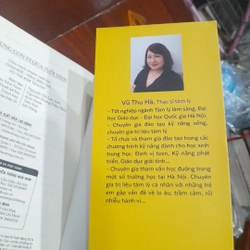 Vũ Thu Hà, Thạc sĩ tâm lý
- Tốt nghiệp ngành Tâm lý lâm sàng, Đại
học Giáo dục - Đại học Quốc gia Hà Nội.
- Chuyên gia đào tạo Kỹ năng sống,
chuyên gia trị liệu tâm lý.
- Tổ chức và tham gia đào tạo trong các
chương trình kỹ năng dành cho học sinh
trung học: Định vị teen, Kỹ năng phát
triển, Giáo dục giới tính...
- Chuyên gia tham vấn học đường trong
một số trường học tại Hà Nội. Chuyên
gia trị liệu tâm lý cá nhân với những bé
em gặp vấn đề về lo âu, trầm cảm, rối
nhiễu hành vi...